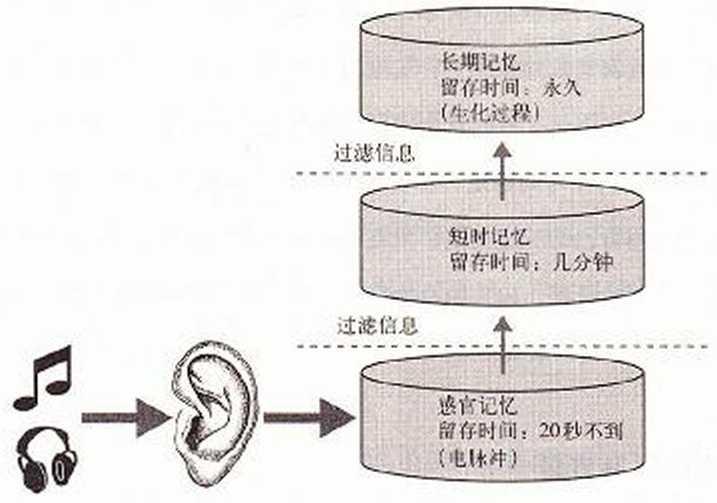 长期记忆
留存时间：永久
(生化过程)
过滤信息
短时记忆
留存时间：几分钟
过滤信息
感官记忆
留存时间：20秒不到
(电脉冲)